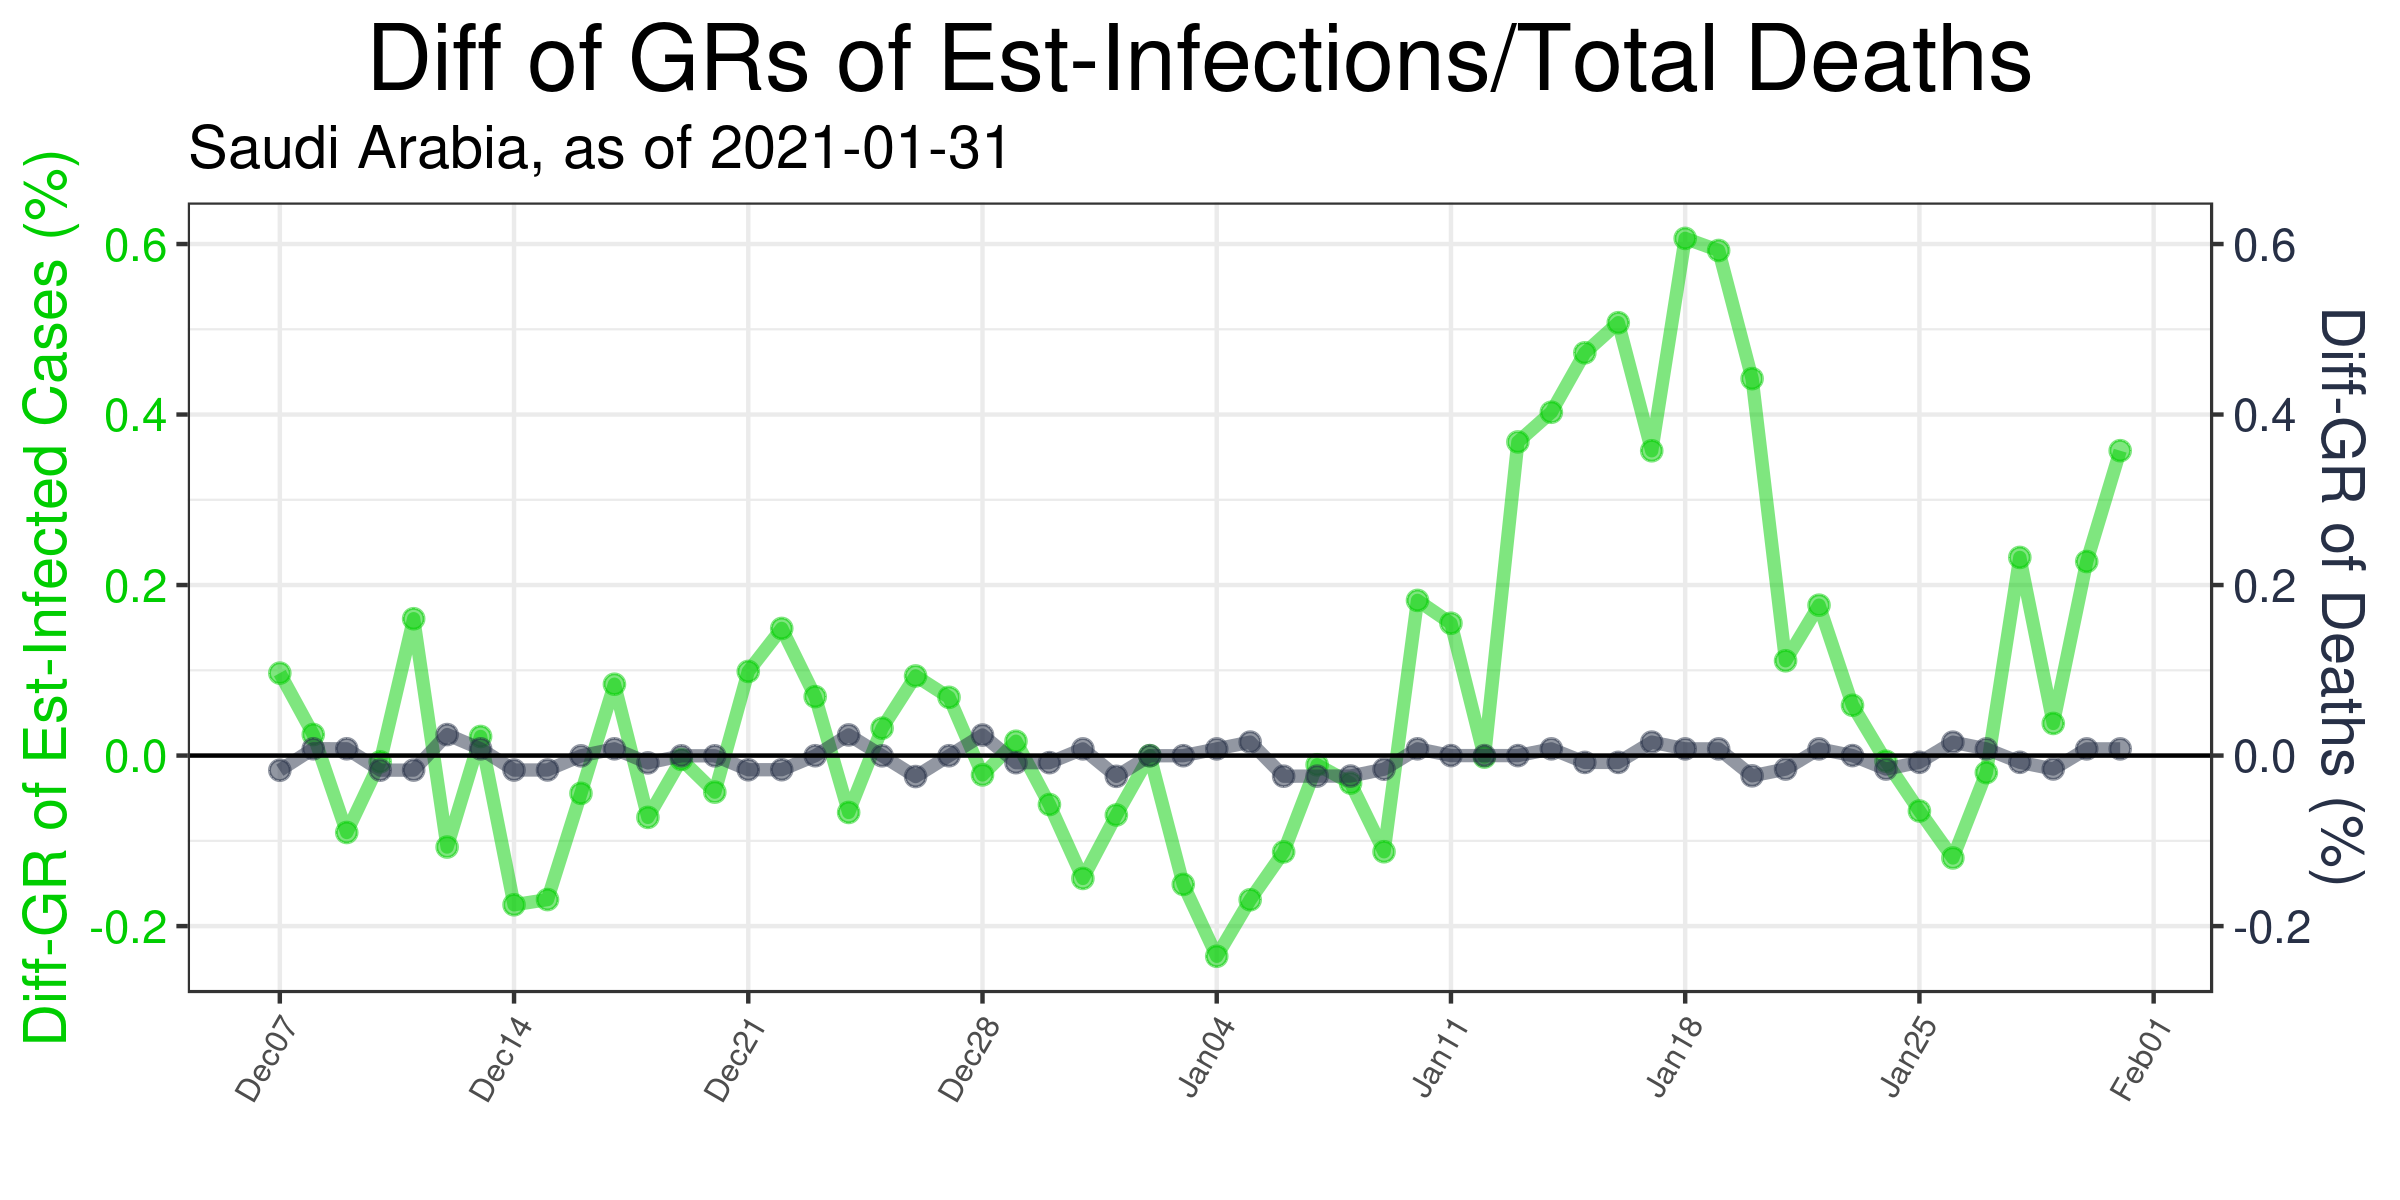 Diff of GRs of Est-Infections/Total Deaths
Saudi Arabia, as of 2021-01-31
Diff-GR of Est-Infected Cases (%)
0.6
0.4
0.2
0.0
-0.2
0.6
0.4
0.2
0.0
-0.2
Diff-GR of Deaths (%)
Dec07
Dec14
Dec21
Dec28
Jan04
Jan11
Jan18
Jan25
Feb01